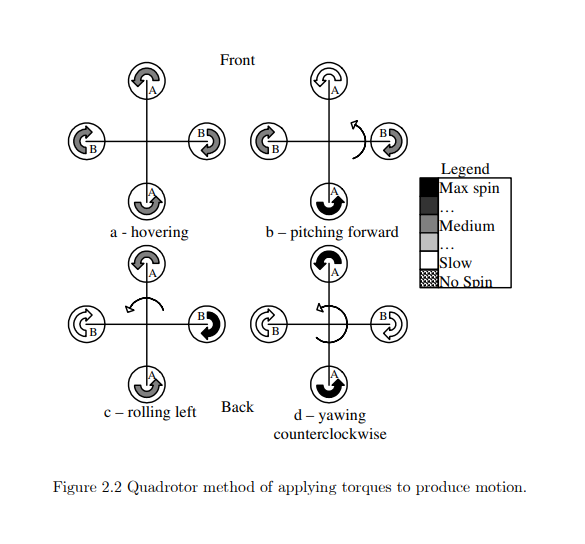 Front
A
B
B
A
a - hovering
A
B
B
A
b – pitching forward
Legend
Max spin
...
Medium
...
Slow
No Spin
A
B
B
A
c – rolling left
Back
A
B
B
A
d – yawing
counterclockwise
Figure 2.2 Quadrotor method of applying torques to produce motion.